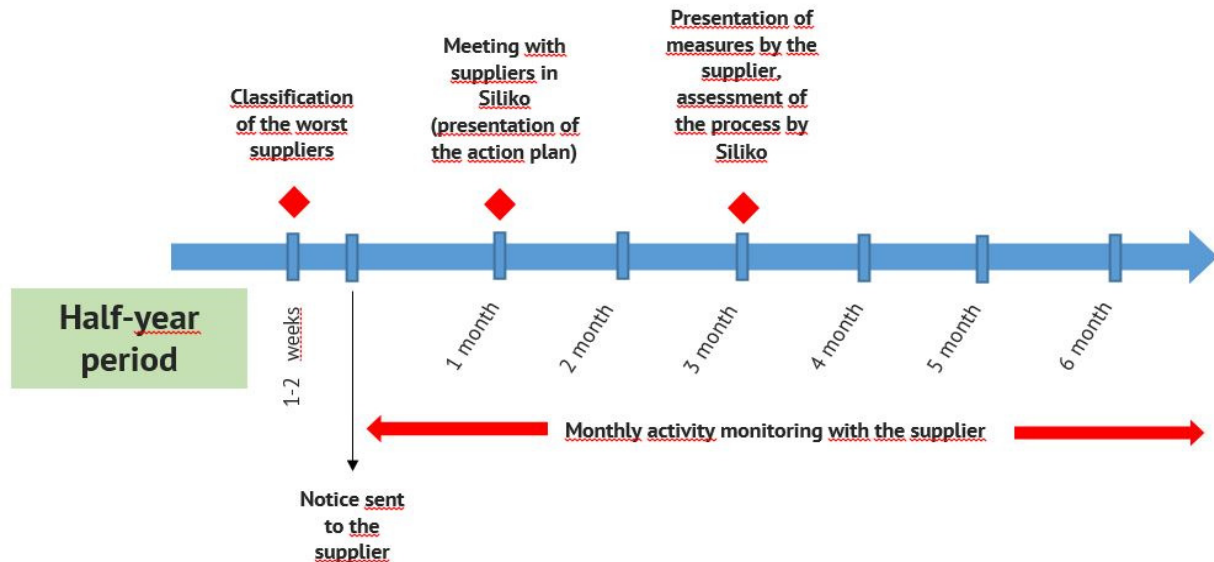 Classification
of the worst
suppliers
Meeting with
suppliers in
Siliko
(presentation of
the action plan)
Presentation of
measures by the
supplier,
assessment of
the process by
Siliko
Half-year
period
1-2 weeks
1 month
2 month
3 month
4 month
5 month
6 month
Monthly activity monitoring with the supplier
Notice sent
to the
supplier